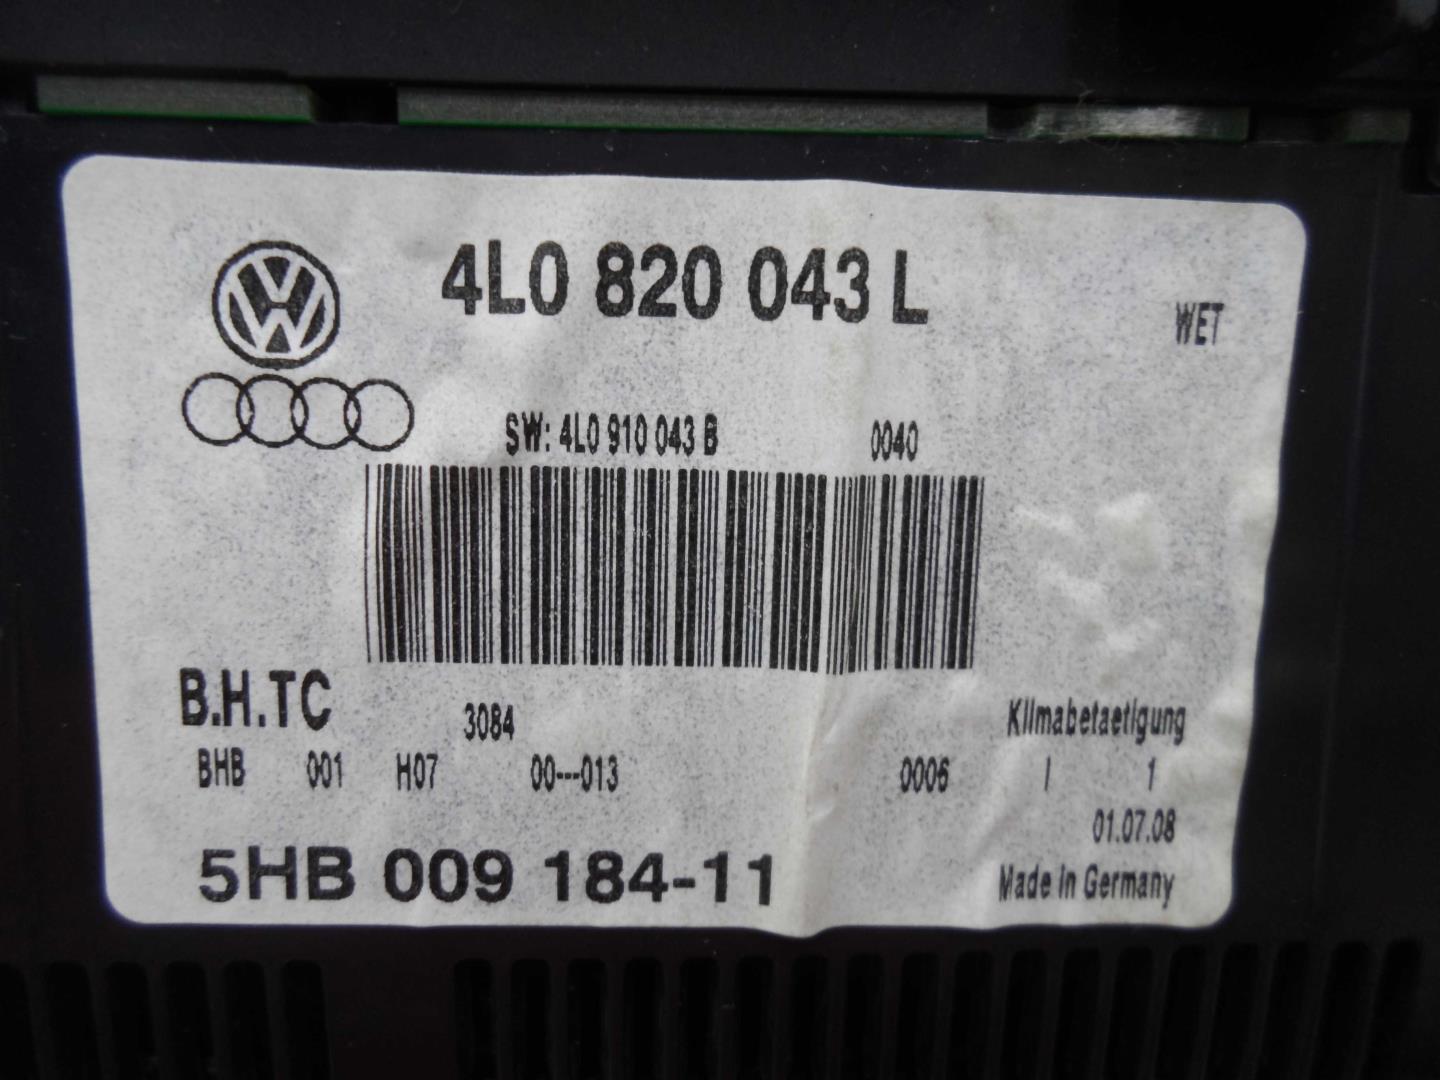 4L0 820 043 L
WET
SW: 4L0 910 043 B 0040
B.H.TC
3084
Klimabetaetigung
BHB 001 H07 00---013 0006 I 1
01.07.08
5HB 009 184-11
Made in Germany